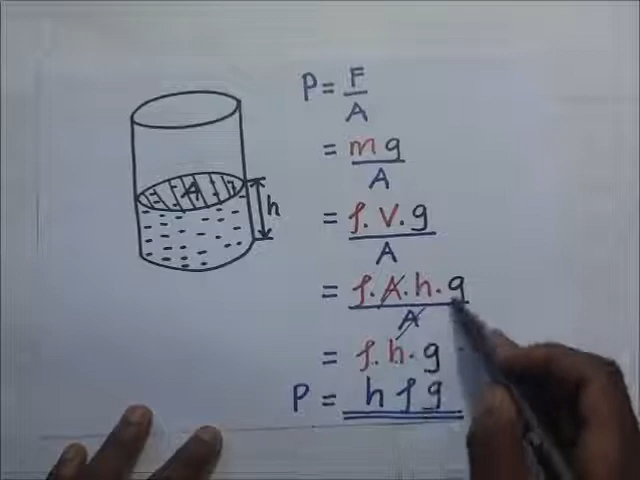 P = F/A
= mg/A
= ρ.V.g/A
= ρ.A.h.g/A
= ρ.h.g
P = hρg
A
h